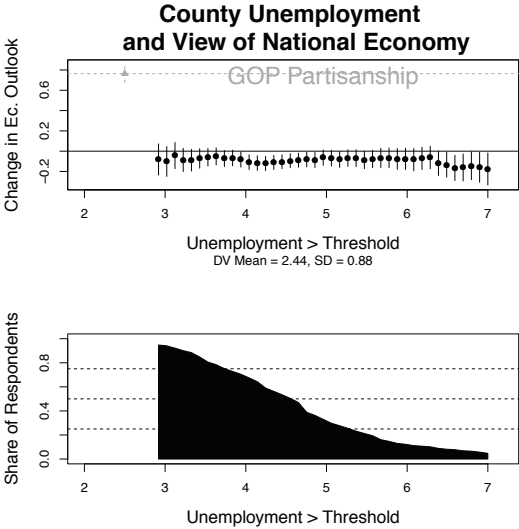 County Unemployment
and View of National Economy
Change in Ec. Outlook
0.6
0.2
−0.2
GOP Partisanship
2 3 4 5 6 7
Unemployment > Threshold
DV Mean = 2.44, SD = 0.88
Share of Respondents
0.8
0.4
0.0
2 3 4 5 6 7
Unemployment > Threshold